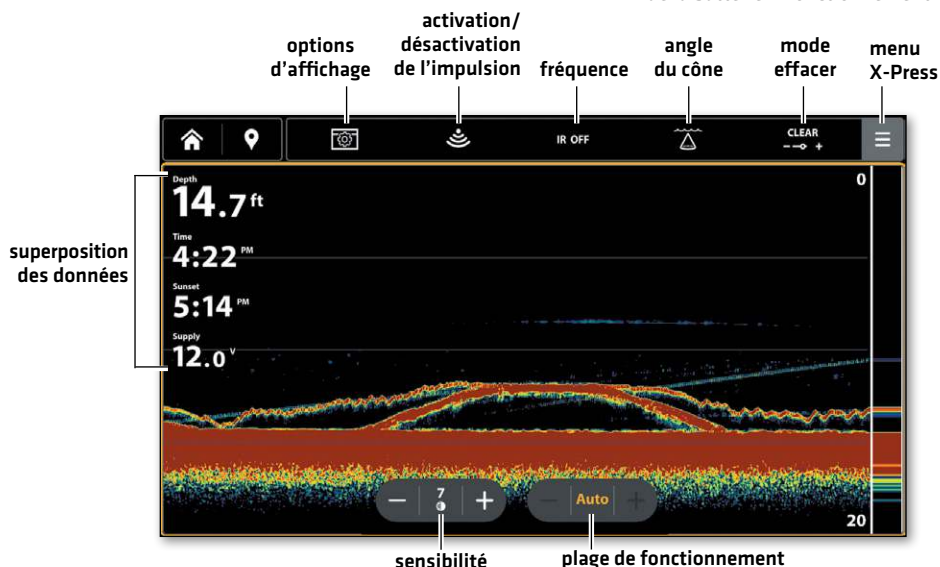 activation/
désactivation
de l'impulsion
options
d'affichage
fréquence
angle
du cône
mode
effacer
menu
X-Press
IR OFF
CLEAR
Depth
14.7 ft
Time
4:22 PM
Sunset
5:14 PM
Supply
12.0 V
superposition
des données
0
20
7
Auto
sensibilité
plage de fonctionnement